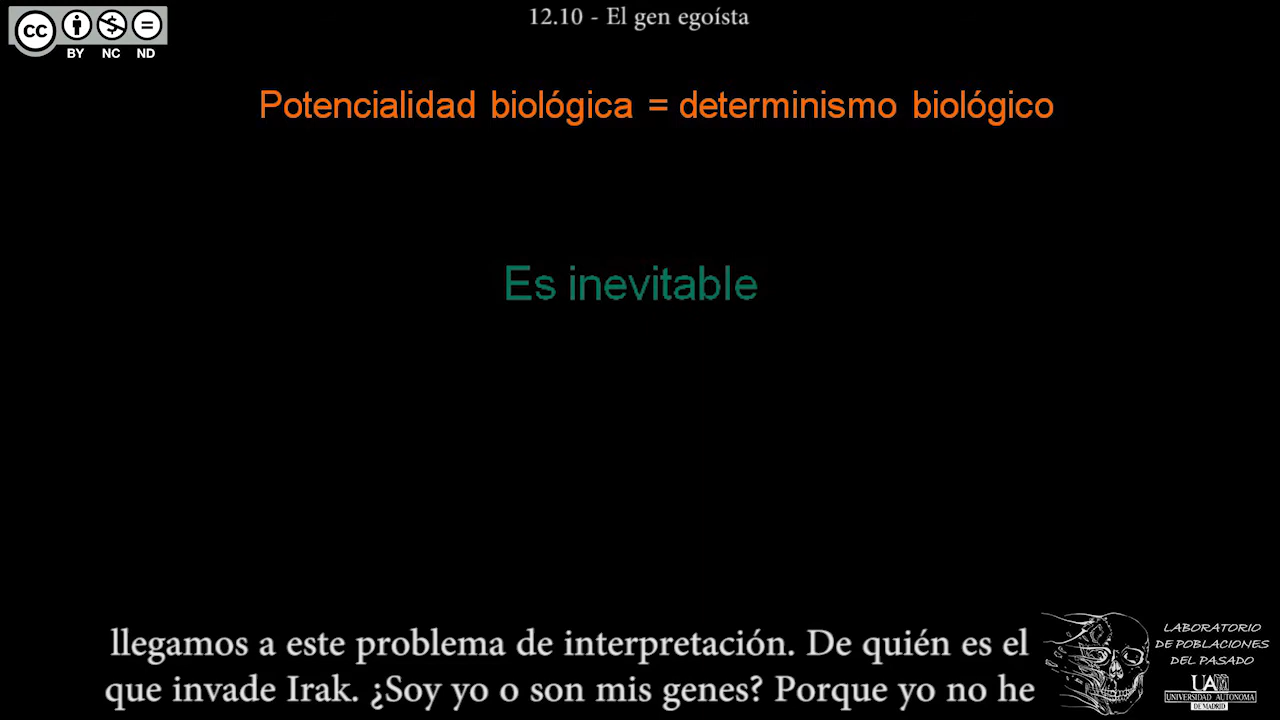 12.10 - El gen egoísta
cc
BY NC ND
Potencialidad biológica = determinismo biológico
Es inevitable
llegamos a este problema de interpretación. De quién es el
que invade Irak. ¿Soy yo o son mis genes? Porque yo no he
LABORATORIO
DE POBLACIONES
DEL PASADO
UAM
UNIVERSIDAD AUTONOMA
DE MADRID